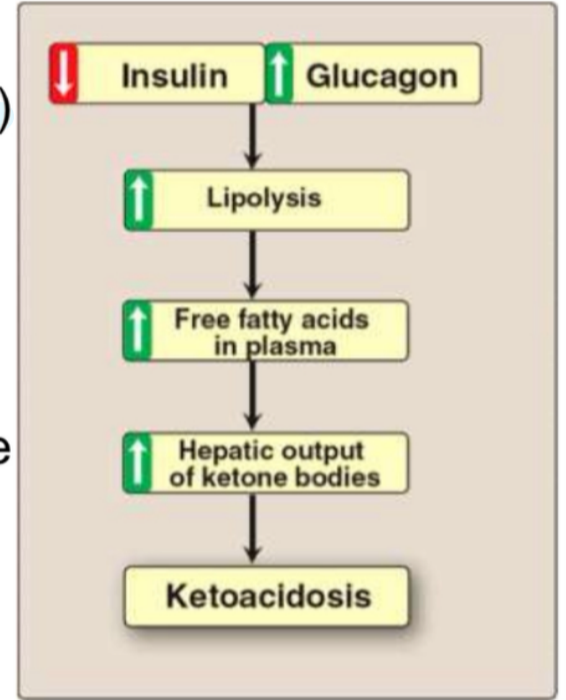 )
Insulin Glucagon
Lipolysis
Free fatty acids
in plasma
e
Hepatic output
of ketone bodies
Ketoacidosis